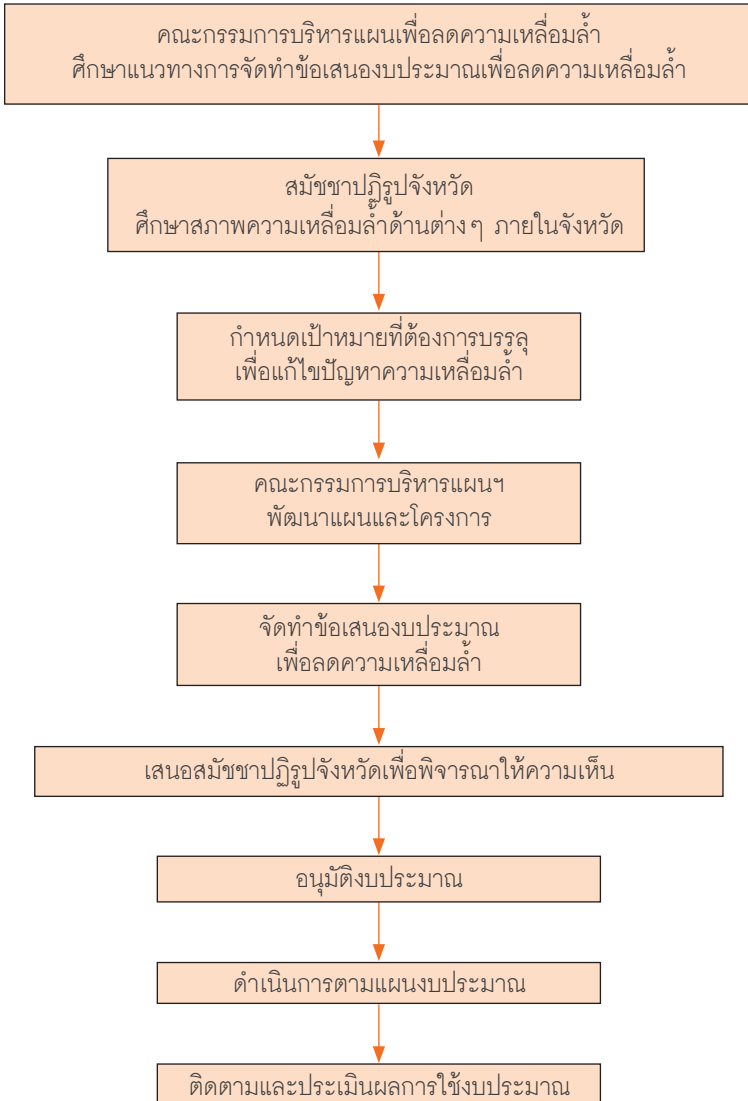 คณะกรรมการบริหารแผนเพื่อลดความเหลื่อมล้ำ
ศึกษาแนวทางการจัดทำข้อเสนองบประมาณเพื่อลดความเหลื่อมล้ำ
สมัชชาปฏิรูปจังหวัด
ศึกษาสภาพความเหลื่อมล้ำด้านต่างๆ ภายในจังหวัด
กำหนดเป้าหมายที่ต้องการบรรลุ
เพื่อแก้ไขปัญหาความเหลื่อมล้ำ
คณะกรรมการบริหารแผนฯ
พัฒนาแผนและโครงการ
จัดทำข้อเสนองบประมาณ
เพื่อลดความเหลื่อมล้ำ
เสนอสมัชชาปฏิรูปจังหวัดเพื่อพิจารณาให้ความเห็น
อนุมัติงบประมาณ
ดำเนินการตามแผนงบประมาณ
ติดตามและประเมินผลการใช้งบประมาณ